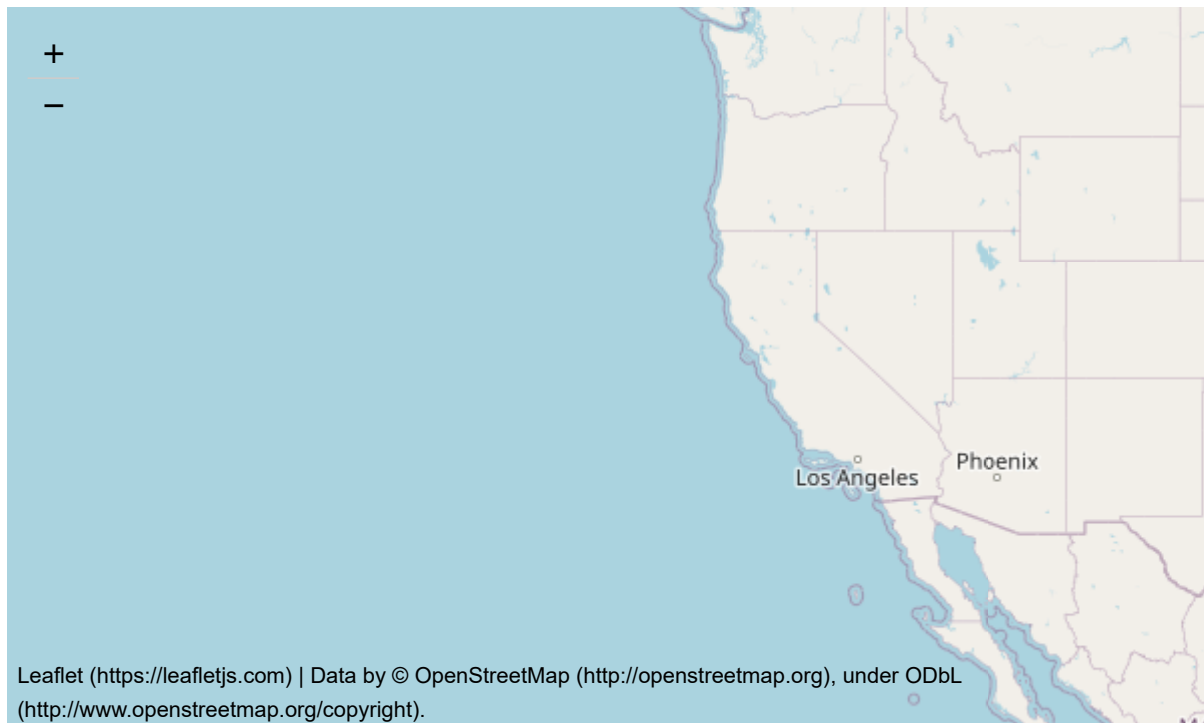 +
−
Los Angeles
Phoenix
Leaflet (https://leafletjs.com) | Data by © OpenStreetMap (http://openstreetmap.org), under ODbL
(http://www.openstreetmap.org/copyright).